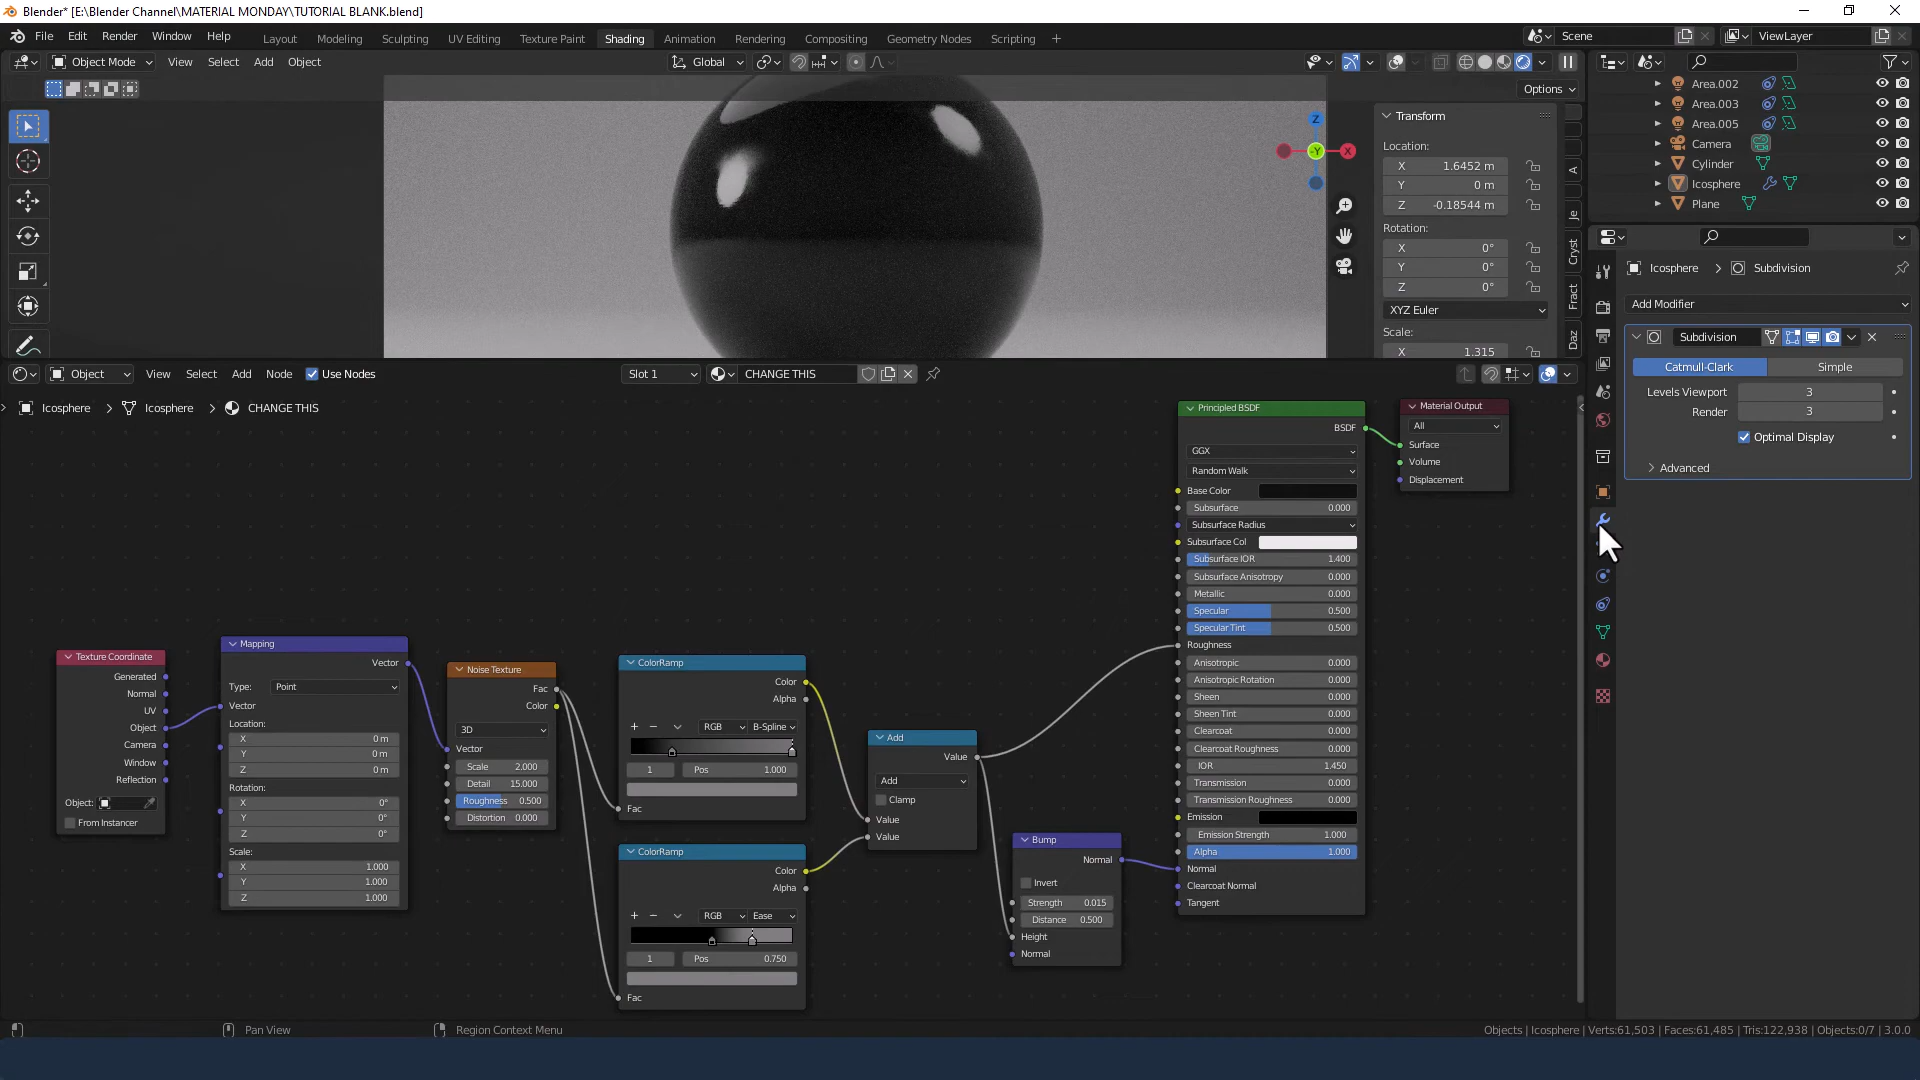 Blender* [E:\Blender Channel\MATERIAL MONDAY\TUTORIAL BLANK.blend]
File Edit Render Window Help
Layout Modeling Sculpting UV Editing Texture Paint Shading Animation Rendering Compositing Geometry Nodes Scripting +
Scene
ViewLayer
Object Mode View Select Add Object
Global
Options
Transform
Location:
X 1.6452 m
Y 0 m
Z -0.18544 m
Rotation:
X 0°
Y 0°
Z 0°
XYZ Euler
Scale:
X 1.315
Z
-Y
X
A
Je
Cryst
Fract
Daz
Area.002
Area.003
Area.005
Camera
Cylinder
Icosphere
Plane
Icosphere > Subdivision
Add Modifier
Subdivision
Catmull-Clark Simple
Levels Viewport 3
Render 3
Optimal Display
Advanced
Object View Select Add Node Use Nodes
Slot 1
CHANGE THIS
Icosphere > Icosphere > CHANGE THIS
Texture Coordinate
Generated
Normal
UV
Object
Camera
Window
Reflection
Object:
From Instancer
Mapping
Vector
Type: Point
Vector
Location:
X 0 m
Y 0 m
Z 0 m
Rotation:
X 0°
Y 0°
Z 0°
Scale:
X 1.000
Y 1.000
Z 1.000
Noise Texture
Fac
Color
3D
Vector
Scale 2.000
Detail 15.000
Roughness 0.500
Distortion 0.000
ColorRamp
Color
Alpha
RGB B-Spline
1 Pos 1.000
Fac
ColorRamp
Color
Alpha
RGB Ease
1 Pos 0.750
Fac
Add
Value
Add
Clamp
Value
Value
Bump
Normal
Invert
Strength 0.015
Distance 0.500
Height
Normal
Principled BSDF
BSDF
GGX
Random Walk
Base Color
Subsurface 0.000
Subsurface Radius
Subsurface Col
Subsurface IOR 1.400
Subsurface Anisotropy 0.000
Metallic 0.000
Specular 0.500
Specular Tint 0.500
Roughness
Anisotropic 0.000
Anisotropic Rotation 0.000
Sheen 0.000
Sheen Tint 0.000
Clearcoat 0.000
Clearcoat Roughness 0.000
IOR 1.450
Transmission 0.000
Transmission Roughness 0.000
Emission
Emission Strength 1.000
Alpha 1.000
Normal
Clearcoat Normal
Tangent
Material Output
All
Surface
Volume
Displacement
Pan View
Region Context Menu
Objects | Icosphere | Verts:61,503 | Faces:61,485 | Tris:122,938 | Objects:0/7 | 3.0.0